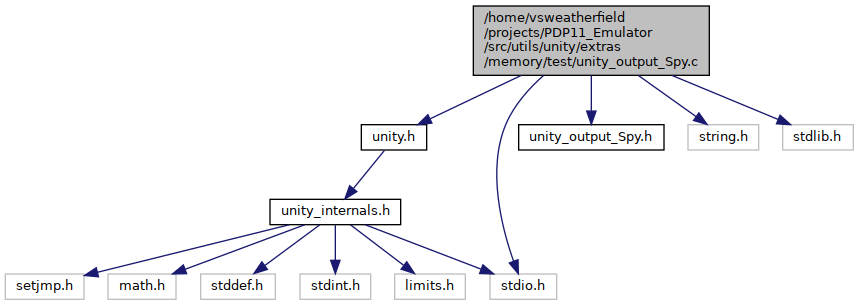 /home/vsweatherfield
/projects/PDP11_Emulator
/src/utils/unity/extras
/memory/test/unity_output_Spy.c
unity.h
unity_output_Spy.h
string.h
stdlib.h
unity_internals.h
setjmp.h
math.h
stddef.h
stdint.h
limits.h
stdio.h